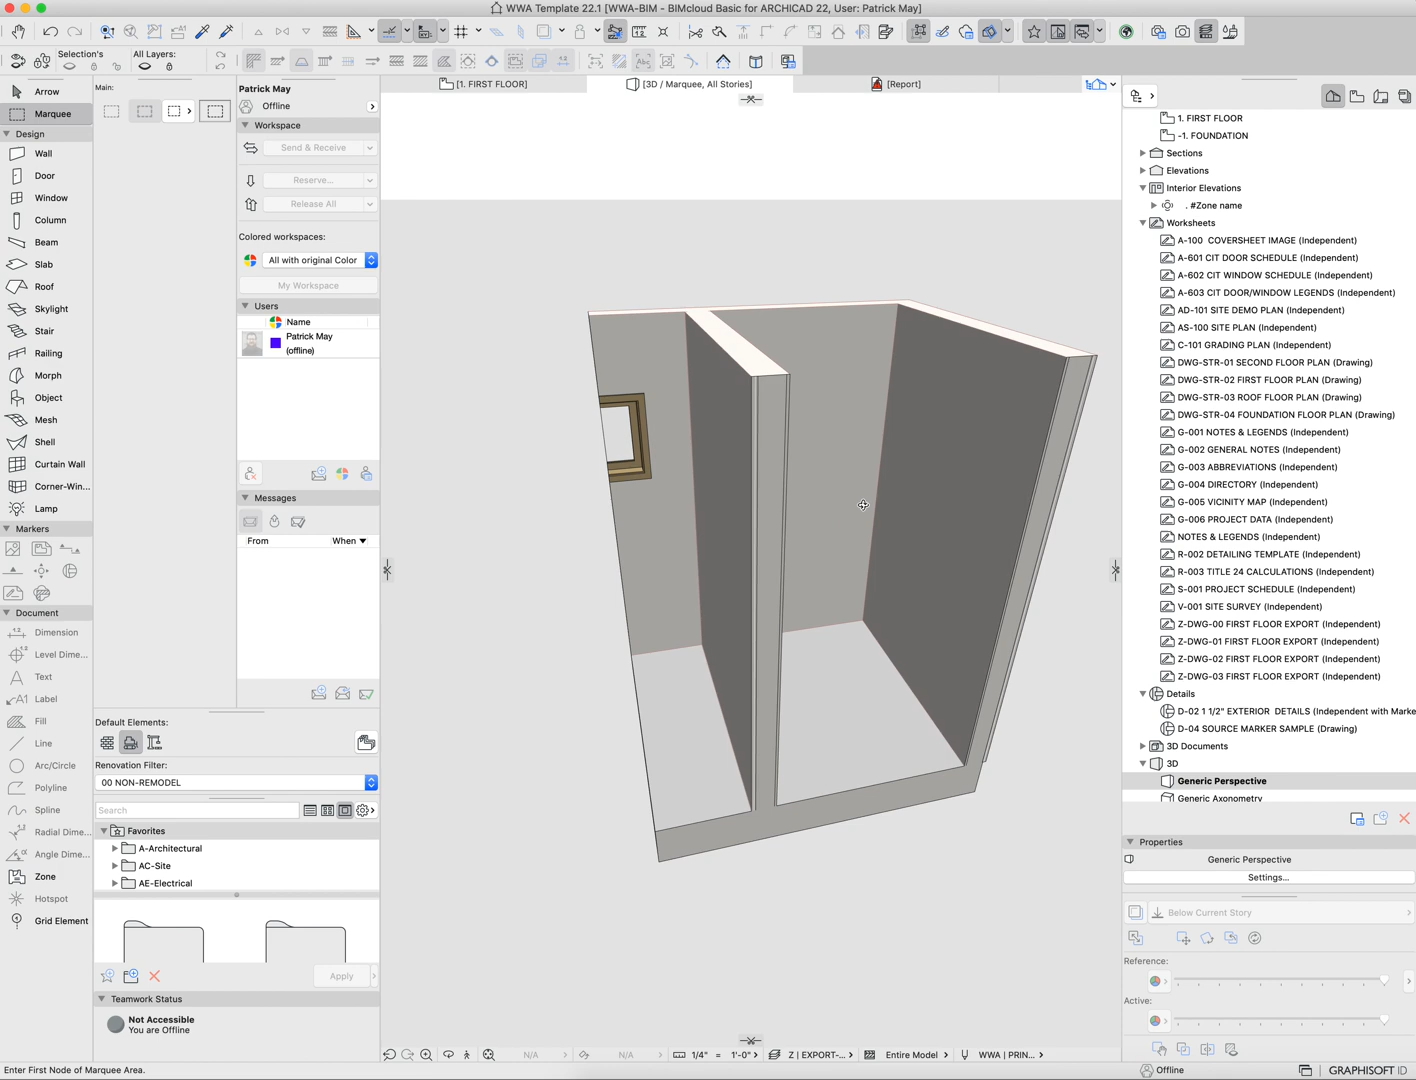 WWA Template 22.1 [WWA-BIM - BIMcloud Basic for ARCHICAD 22, User: Patrick May]
Selection's
All Layers:
[1. FIRST FLOOR]
[3D / Marquee, All Stories]
[Report]
Arrow
Marquee
Design
Wall
Door
Window
Column
Beam
Slab
Roof
Skylight
Stair
Railing
Morph
Object
Mesh
Shell
Curtain Wall
Corner-Win...
Lamp
Markers
Document
Dimension
Level Dime...
Text
A1
Label
Fill
Line
Arc/Circle
Polyline
Spline
Radial Dime...
Angle Dime...
Zone
Hotspot
Grid Element
Main:
Patrick May
Offline
Workspace
Send & Receive
Reserve...
Release All
Colored workspaces:
All with original Color
My Workspace
Users
Name
Patrick May
(offline)
Messages
From
When
Default Elements:
Renovation Filter:
00 NON-REMODEL
Search
Favorites
A-Architectural
AC-Site
AE-Electrical
Apply
Teamwork Status
Not Accessible
You are Offline
1. FIRST FLOOR
-1. FOUNDATION
Sections
Elevations
Interior Elevations
. #Zone name
Worksheets
A-100 COVERSHEET IMAGE (Independent)
A-601 CIT DOOR SCHEDULE (Independent)
A-602 CIT WINDOW SCHEDULE (Independent)
A-603 CIT DOOR/WINDOW LEGENDS (Independent)
AD-101 SITE DEMO PLAN (Independent)
AS-100 SITE PLAN (Independent)
C-101 GRADING PLAN (Independent)
DWG-STR-01 SECOND FLOOR PLAN (Drawing)
DWG-STR-02 FIRST FLOOR PLAN (Drawing)
DWG-STR-03 ROOF FLOOR PLAN (Drawing)
DWG-STR-04 FOUNDATION FLOOR PLAN (Drawing)
G-001 NOTES & LEGENDS (Independent)
G-002 GENERAL NOTES (Independent)
G-003 ABBREVIATIONS (Independent)
G-004 DIRECTORY (Independent)
G-005 VICINITY MAP (Independent)
G-006 PROJECT DATA (Independent)
NOTES & LEGENDS (Independent)
R-002 DETAILING TEMPLATE (Independent)
R-003 TITLE 24 CALCULATIONS (Independent)
S-001 PROJECT SCHEDULE (Independent)
V-001 SITE SURVEY (Independent)
Z-DWG-00 FIRST FLOOR EXPORT (Independent)
Z-DWG-01 FIRST FLOOR EXPORT (Independent)
Z-DWG-02 FIRST FLOOR EXPORT (Independent)
Z-DWG-03 FIRST FLOOR EXPORT (Independent)
Details
D-02 1 1/2" EXTERIOR DETAILS (Independent with Marke
D-04 SOURCE MARKER SAMPLE (Drawing)
3D Documents
3D
Generic Perspective
Generic Axonometry
Properties
Generic Perspective
Settings...
Below Current Story
Reference:
Active:
N/A
N/A
1/4" = 1'-0"
Z | EXPORT-...
Entire Model
WWA | PRIN...
Enter First Node of Marquee Area.
Offline
GRAPHISOFT ID